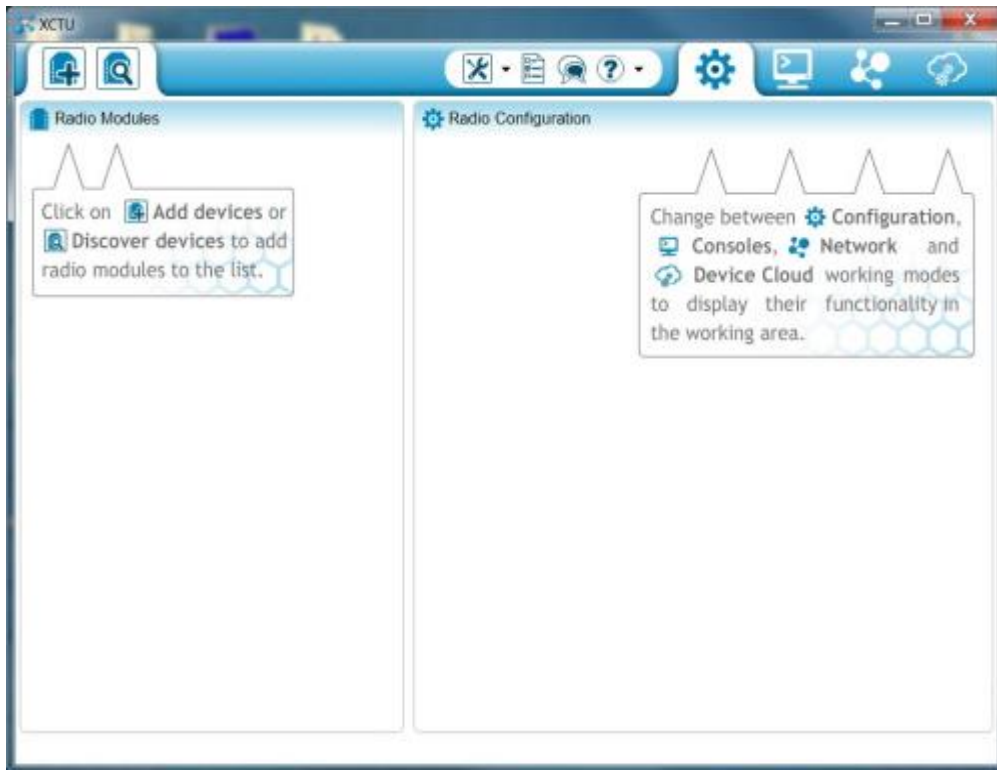 XCTU
Radio Modules
Radio Configuration
Click on Add devices or
Discover devices to add
radio modules to the list.
Change between Configuration,
Consoles, Network and
Device Cloud working modes
to display their functionality in
the working area.